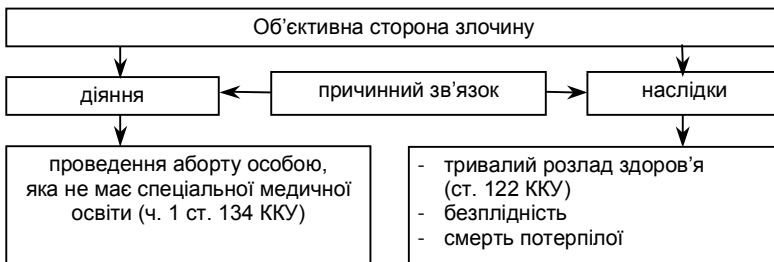 Об’єктивна сторона злочину
діяння
причинний зв’язок
наслідки
проведення аборту особою,
яка не має спеціальної медичної
освіти (ч. 1 ст. 134 ККУ)
- тривалий розлад здоров’я
(ст. 122 ККУ)
- безплідність
- смерть потерпілої